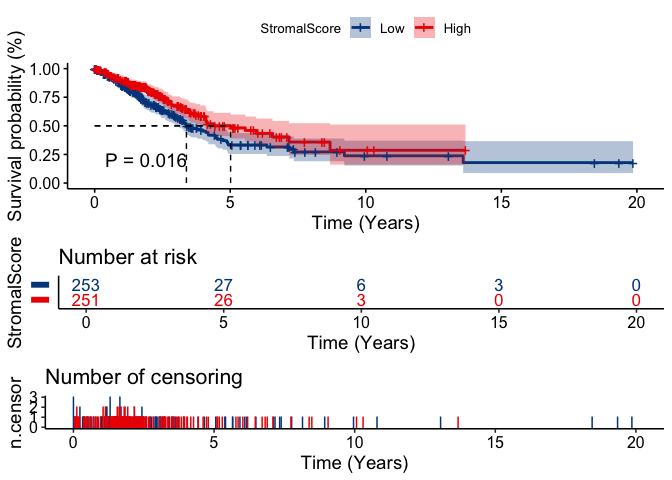 StromalScore Low High
Survival probability (%)
1.00
0.75
0.50
0.25
0.00
P = 0.016
0 5 10 15 20
Time (Years)
Number at risk
StromalScore
253 27 6 3 0
251 26 3 0 0
0 5 10 15 20
Time (Years)
Number of censoring
n.censor
3
2
1
0
0 5 10 15 20
Time (Years)